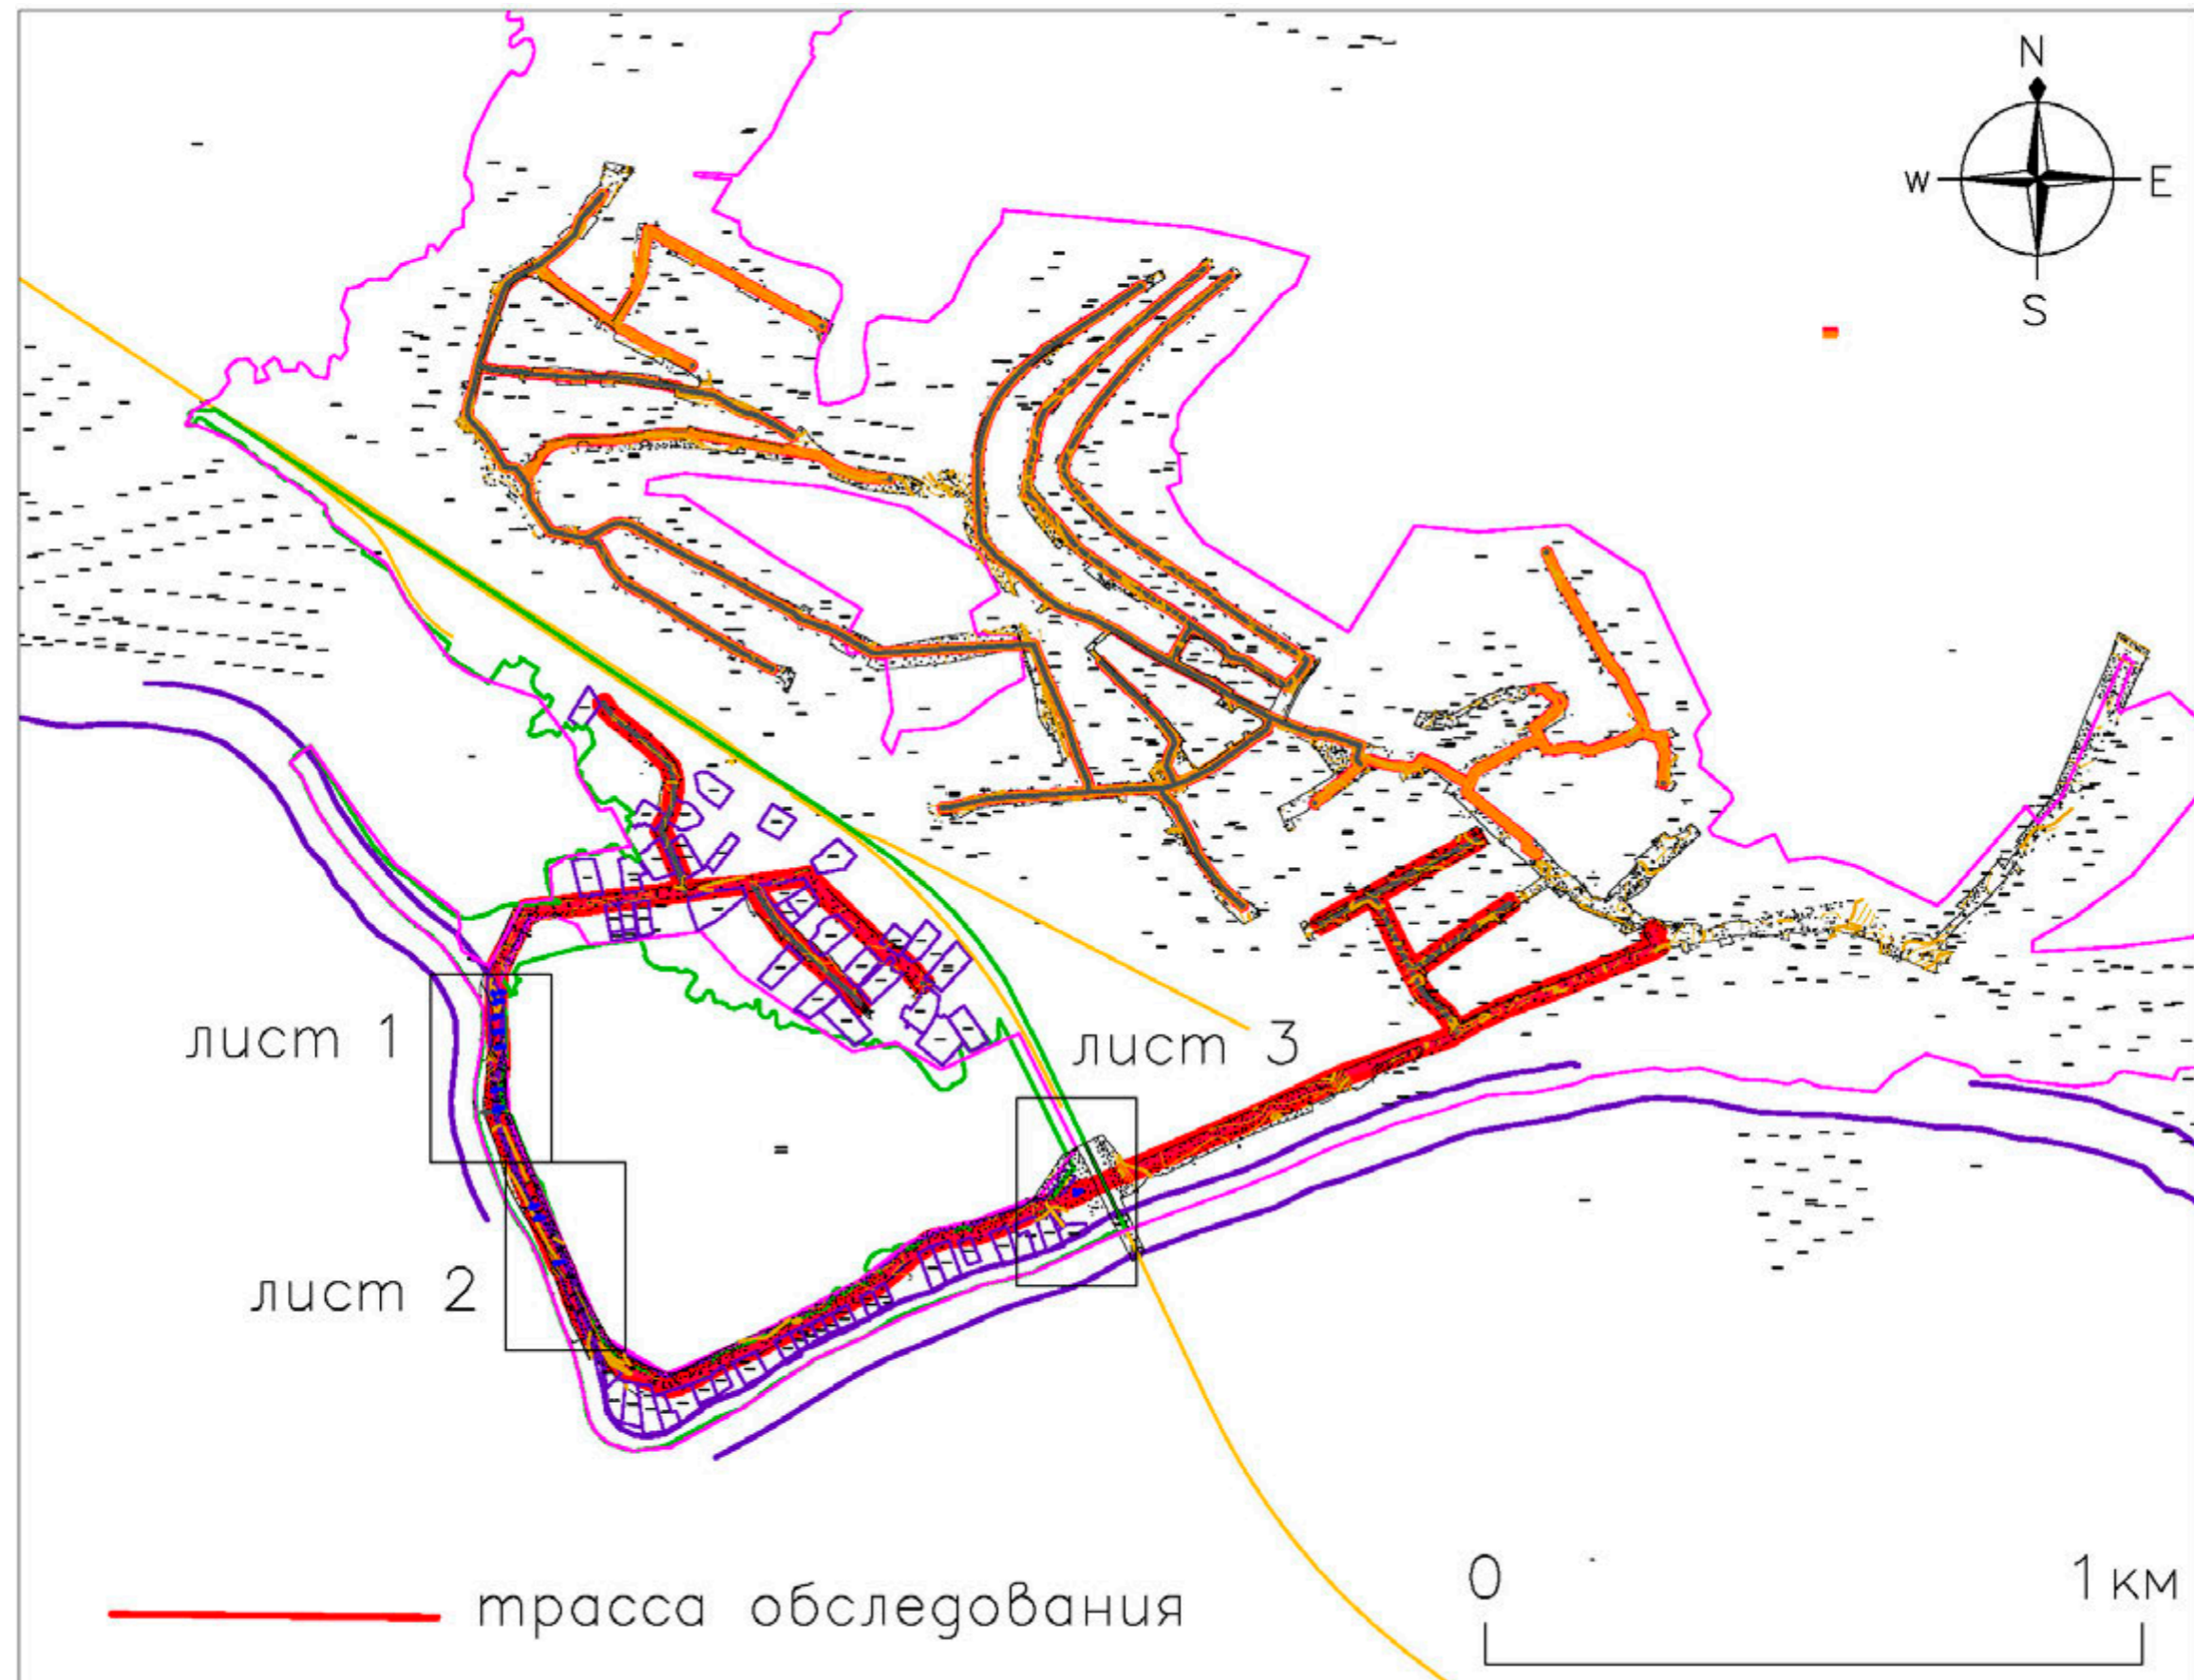 N
W E
S
лист 1
лист 3
лист 2
трасса обследования
0 1 км